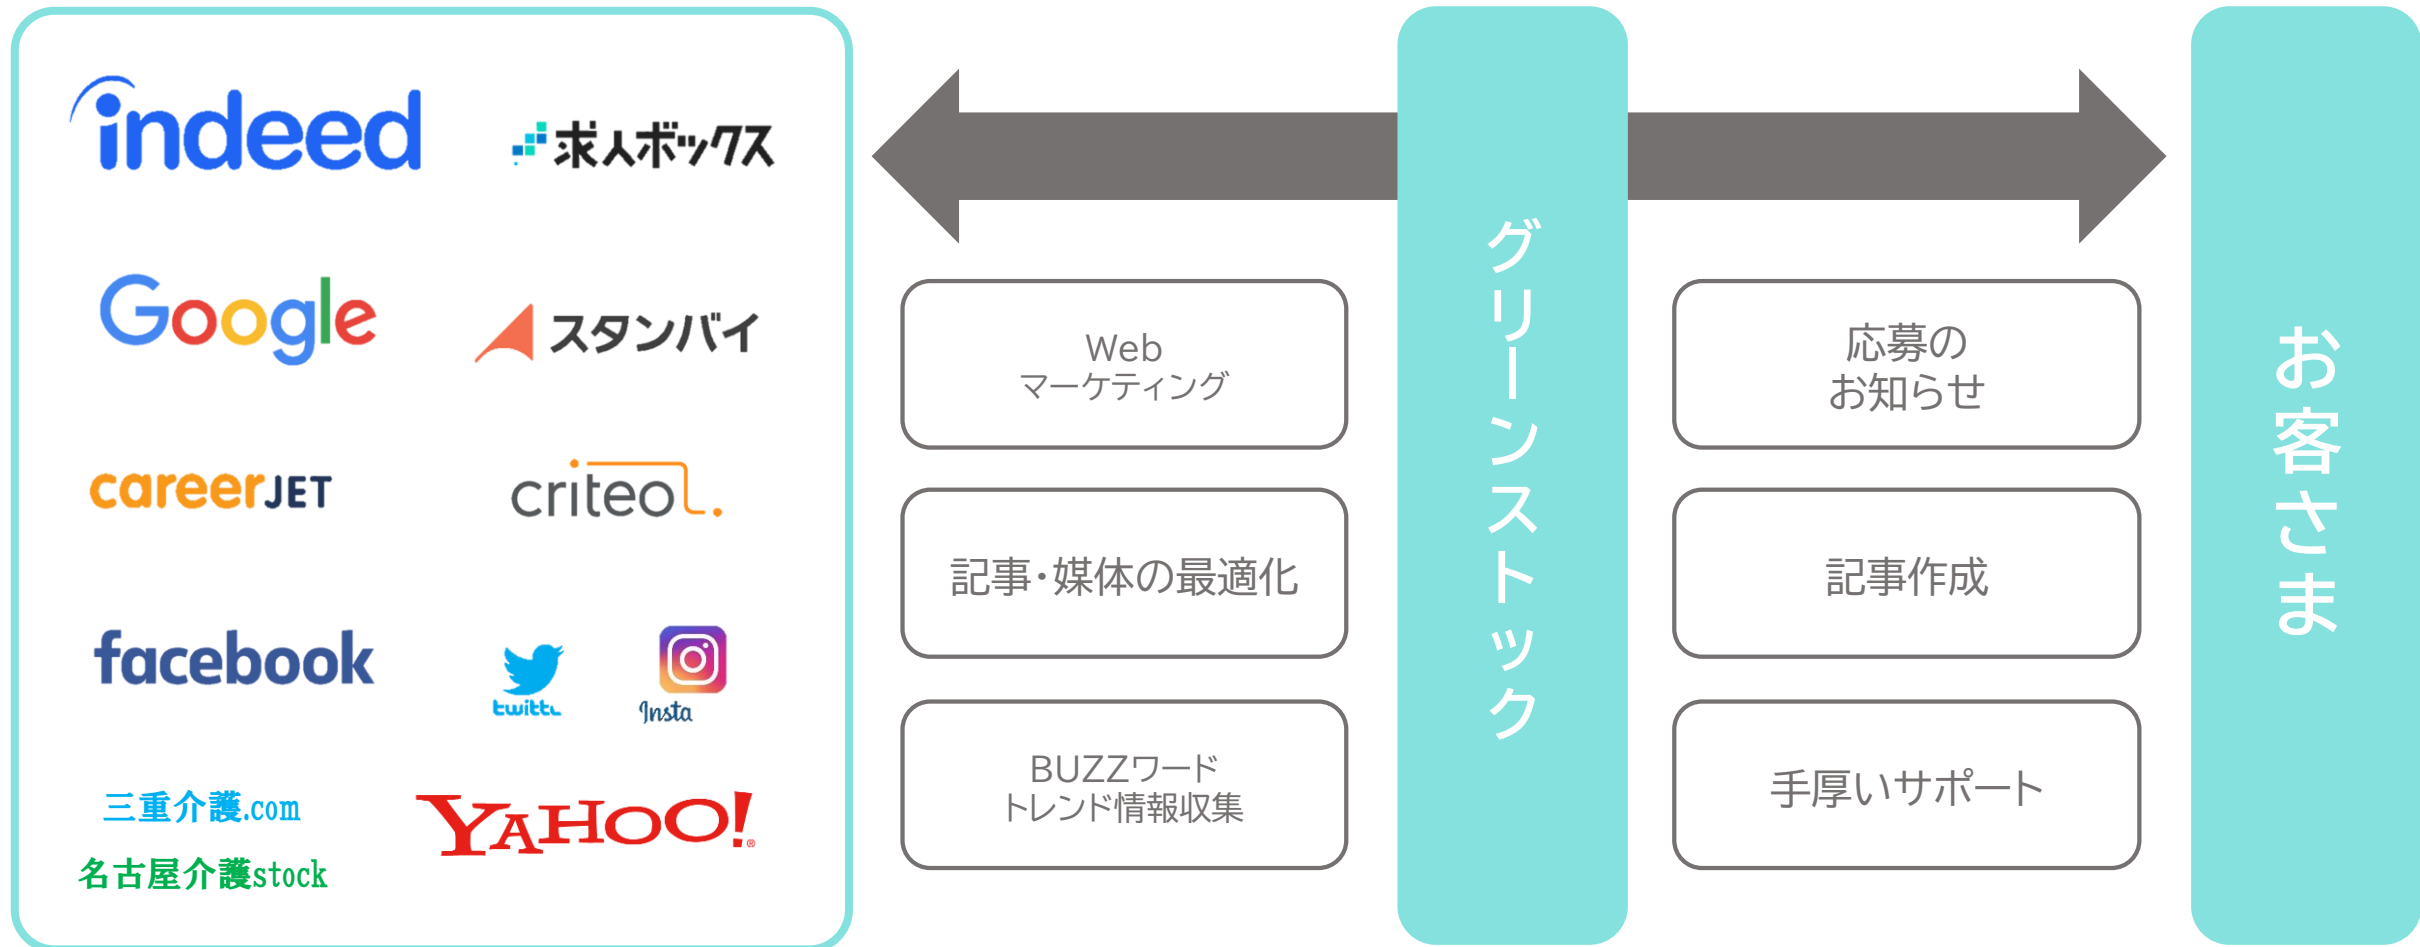 indeed
求人ボックス
Google
スタンバイ
careerJET
criteo
facebook
Insta
三重介護.com
YAHOO!
名古屋介護stock
Web
マーケティング
記事・媒体の最適化
BUZZワード
トレンド情報収集
グリーンストック
応募の
お知らせ
記事作成
手厚いサポート
お客さま